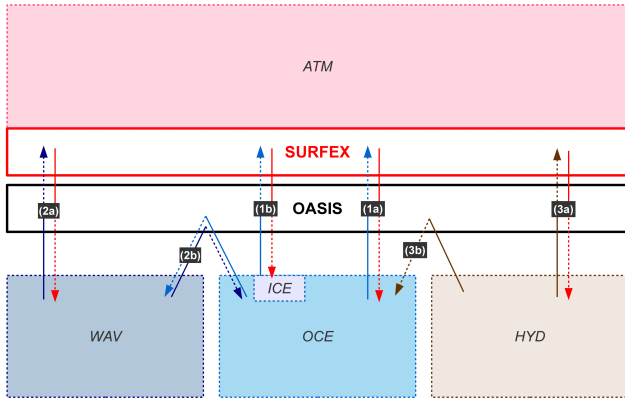 ATM
SURFEX
OASIS
(2a)
(1b)
(1a)
(3a)
(2b)
(3b)
ICE
WAV
OCE
HYD